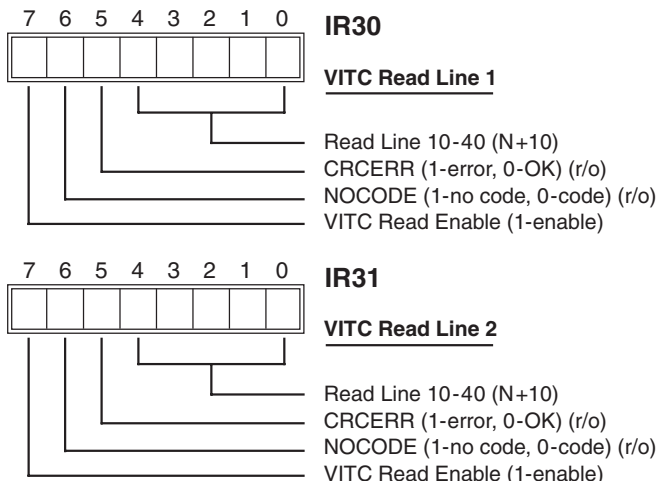 7 6 5 4 3 2 1 0
IR30
VITC Read Line 1
Read Line 10-40 (N+10)
CRCERR (1-error, 0-OK) (r/o)
NOCODE (1-no code, 0-code) (r/o)
VITC Read Enable (1-enable)
7 6 5 4 3 2 1 0
IR31
VITC Read Line 2
Read Line 10-40 (N+10)
CRCERR (1-error, 0-OK) (r/o)
NOCODE (1-no code, 0-code) (r/o)
VITC Read Enable (1-enable)